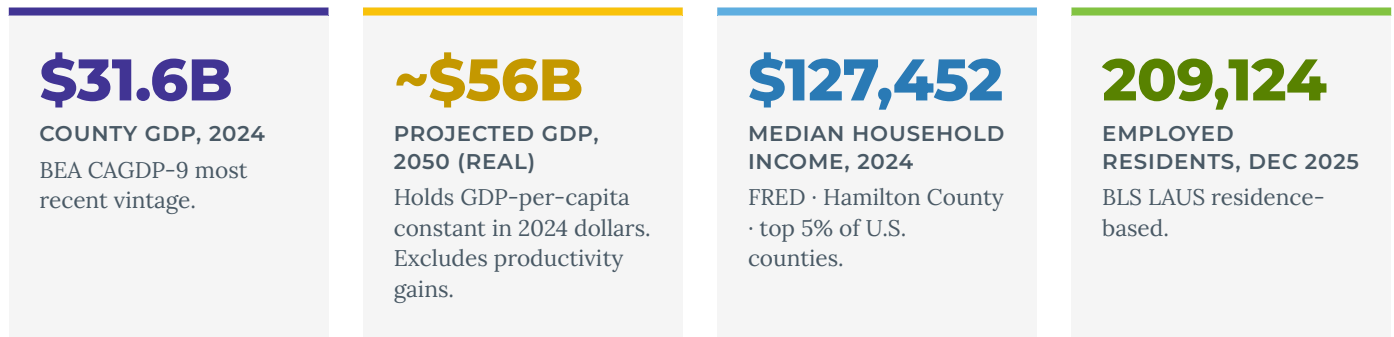 $31.6B
COUNTY GDP, 2024
BEA CAGDP-9 most
recent vintage.
~$56B
PROJECTED GDP,
2050 (REAL)
Holds GDP-per-capita
constant in 2024 dollars.
Excludes productivity
gains.
$127,452
MEDIAN HOUSEHOLD
INCOME, 2024
FRED · Hamilton County
· top 5% of U.S.
counties.
209,124
EMPLOYED
RESIDENTS, DEC 2025
BLS LAUS residence-
based.